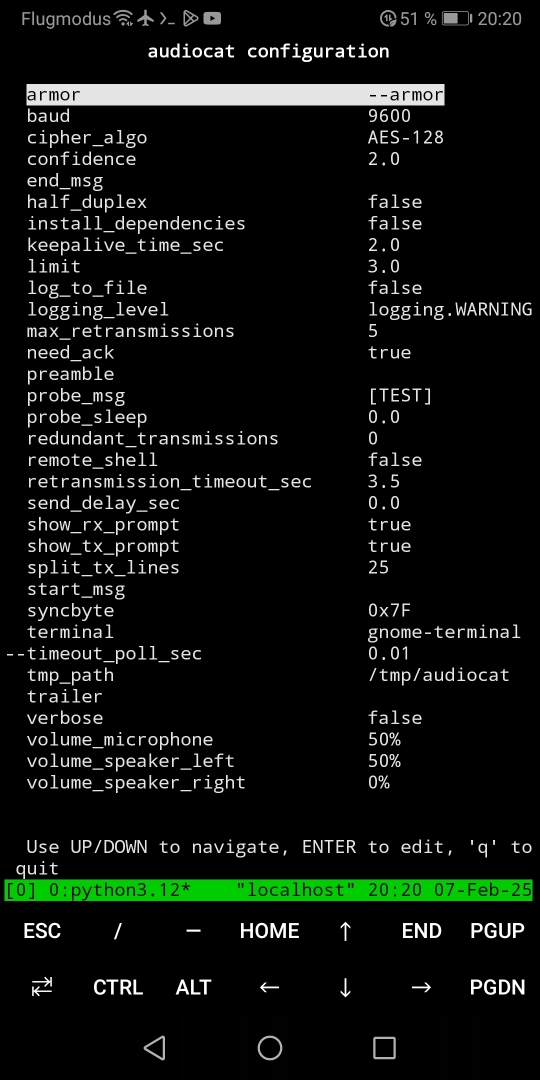 Flugmodus 51 % 20:20
audiocat configuration
armor --armor
baud 9600
cipher_algo AES-128
confidence 2.0
end_msg
half_duplex false
install_dependencies false
keepalive_time_sec 2.0
limit 3.0
log_to_file false
logging_level logging.WARNING
max_retransmissions 5
need_ack true
preamble
probe_msg [TEST]
probe_sleep 0.0
redundant_transmissions 0
remote_shell false
retransmission_timeout_sec 3.5
send_delay_sec 0.0
show_rx_prompt true
show_tx_prompt true
split_tx_lines 25
start_msg
syncbyte 0x7F
terminal gnome-terminal
--timeout_poll_sec 0.01
tmp_path /tmp/audiocat
trailer
verbose false
volume_microphone 50%
volume_speaker_left 50%
volume_speaker_right 0%
Use UP/DOWN to navigate, ENTER to edit, 'q' to
quit
[0] 0:python3.12* "localhost" 20:20 07-Feb-25
ESC / — HOME ↑ END PGUP
⇄ CTRL ALT ← ↓ → PGDN